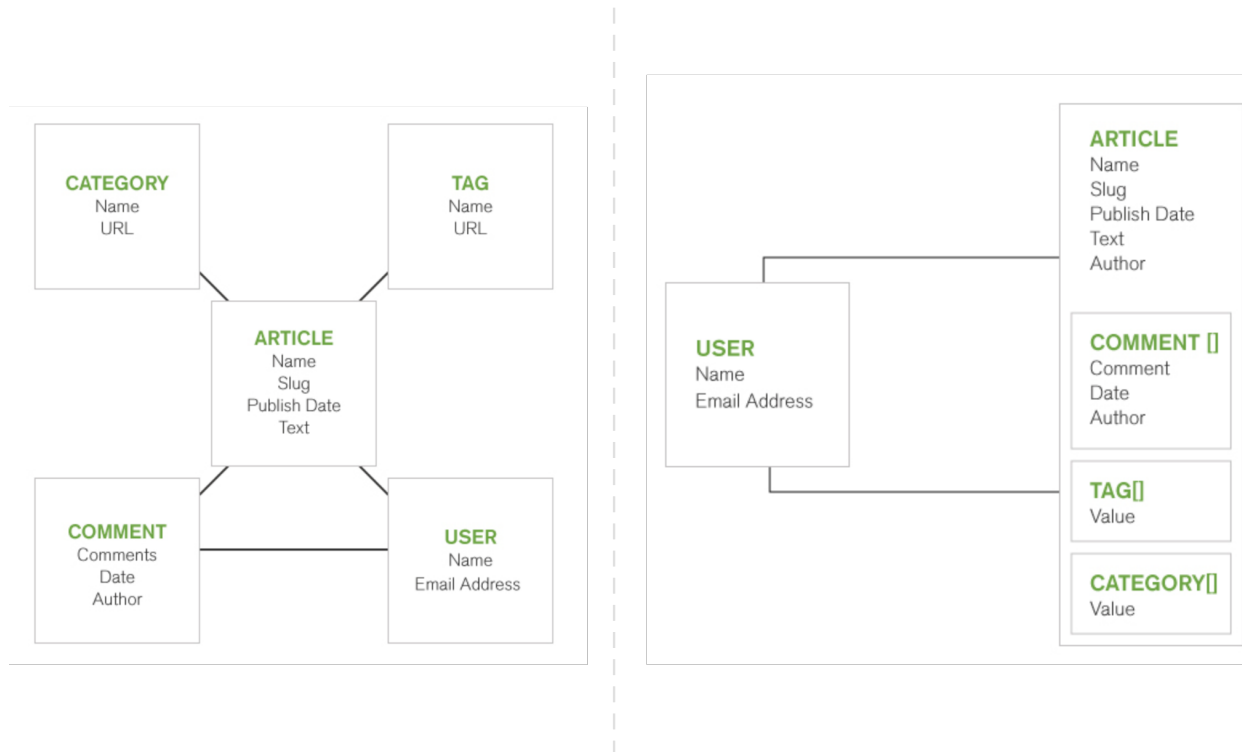 CATEGORY
Name
URL
TAG
Name
URL
ARTICLE
Name
Slug
Publish Date
Text
COMMENT
Comments
Date
Author
USER
Name
Email Address
USER
Name
Email Address
ARTICLE
Name
Slug
Publish Date
Text
Author
COMMENT []
Comment
Date
Author
TAG[]
Value
CATEGORY[]
Value